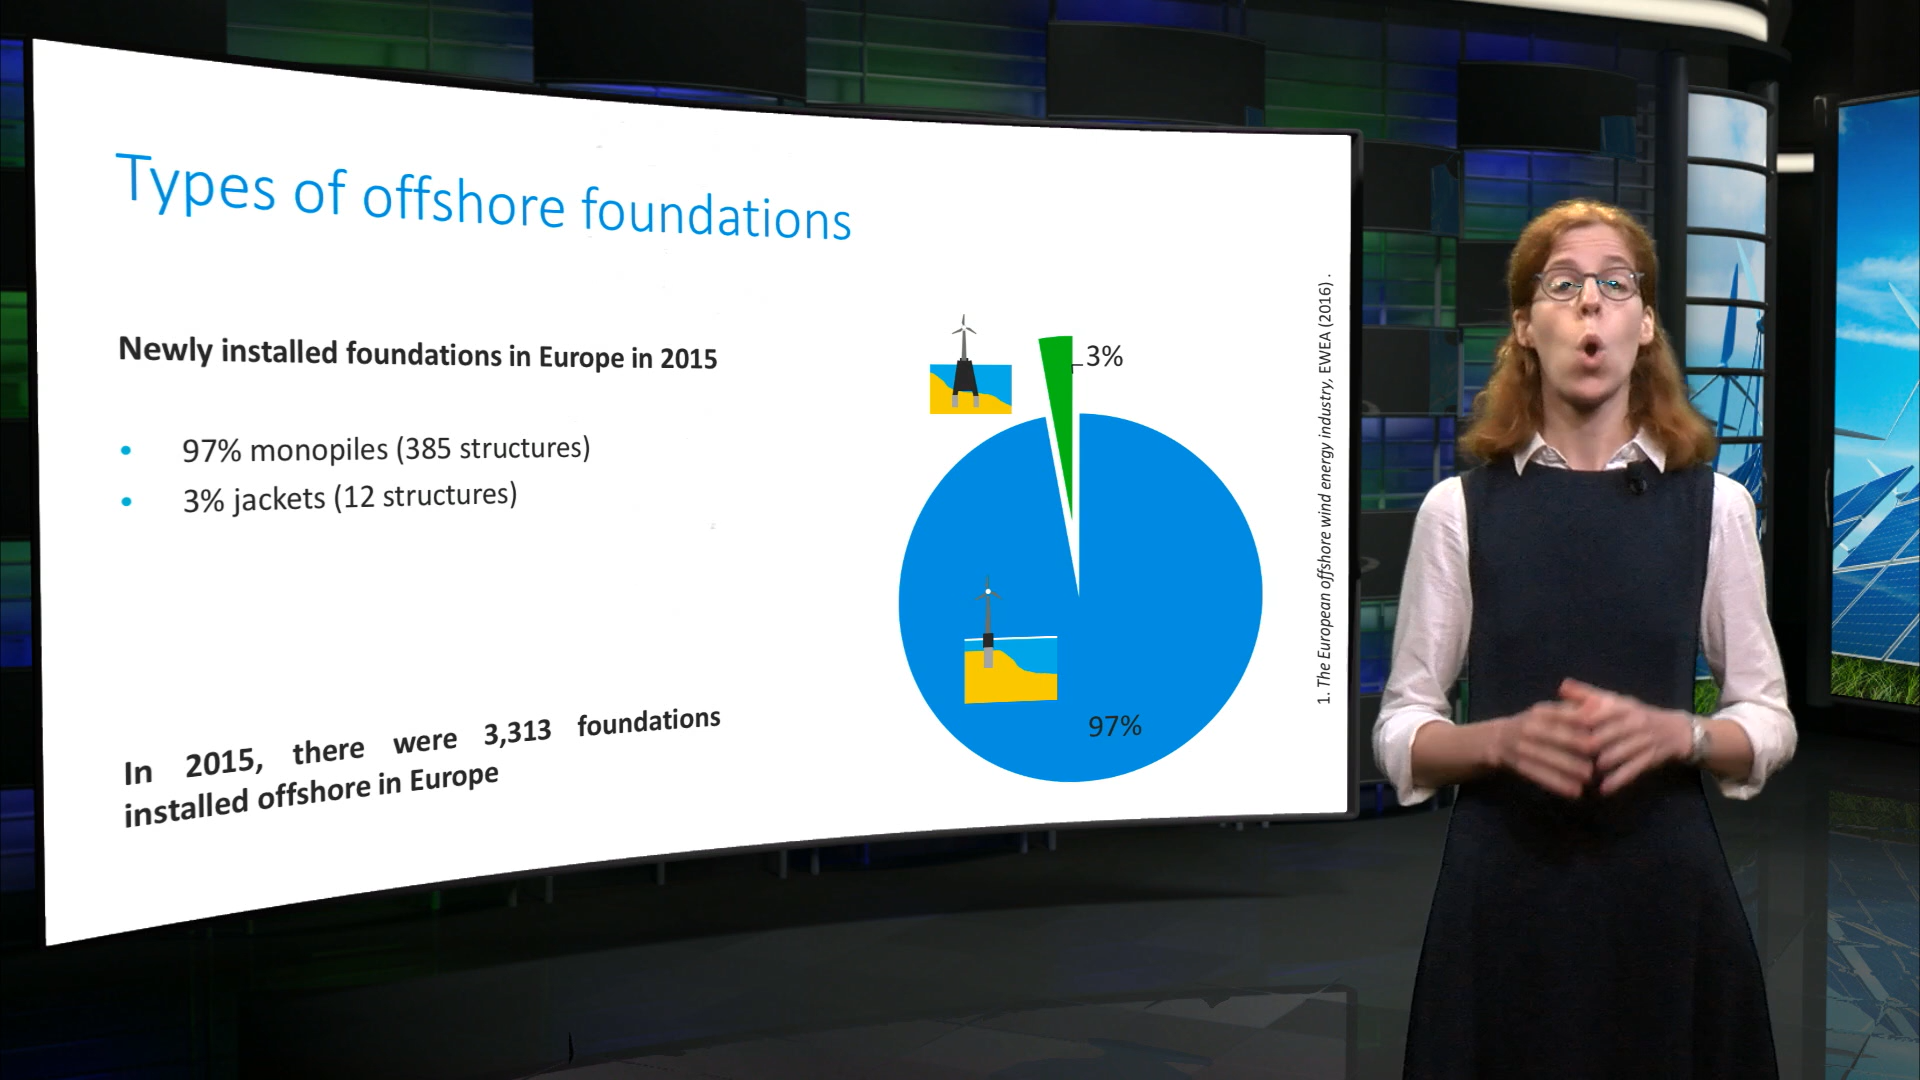 Types of offshore foundations
Newly installed foundations in Europe in 2015
• 97% monopiles (385 structures)
• 3% jackets (12 structures)
In 2015, there were 3,313 foundations
installed offshore in Europe
3%
97%
1. The European offshore wind energy industry, EWEA (2016).